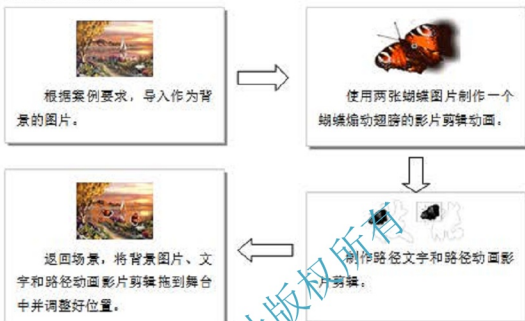 根据案例要求，导入作为背
景的图片。
使用两张蝴蝶图片制作一个
蝴蝶煽动翅膀的影片剪辑动画。
制作路径文字和路径动画影
片剪辑。
返回场景，将背景图片、文
字和路径动画影片剪辑拖到舞台
中并调整好位置。
版权所有